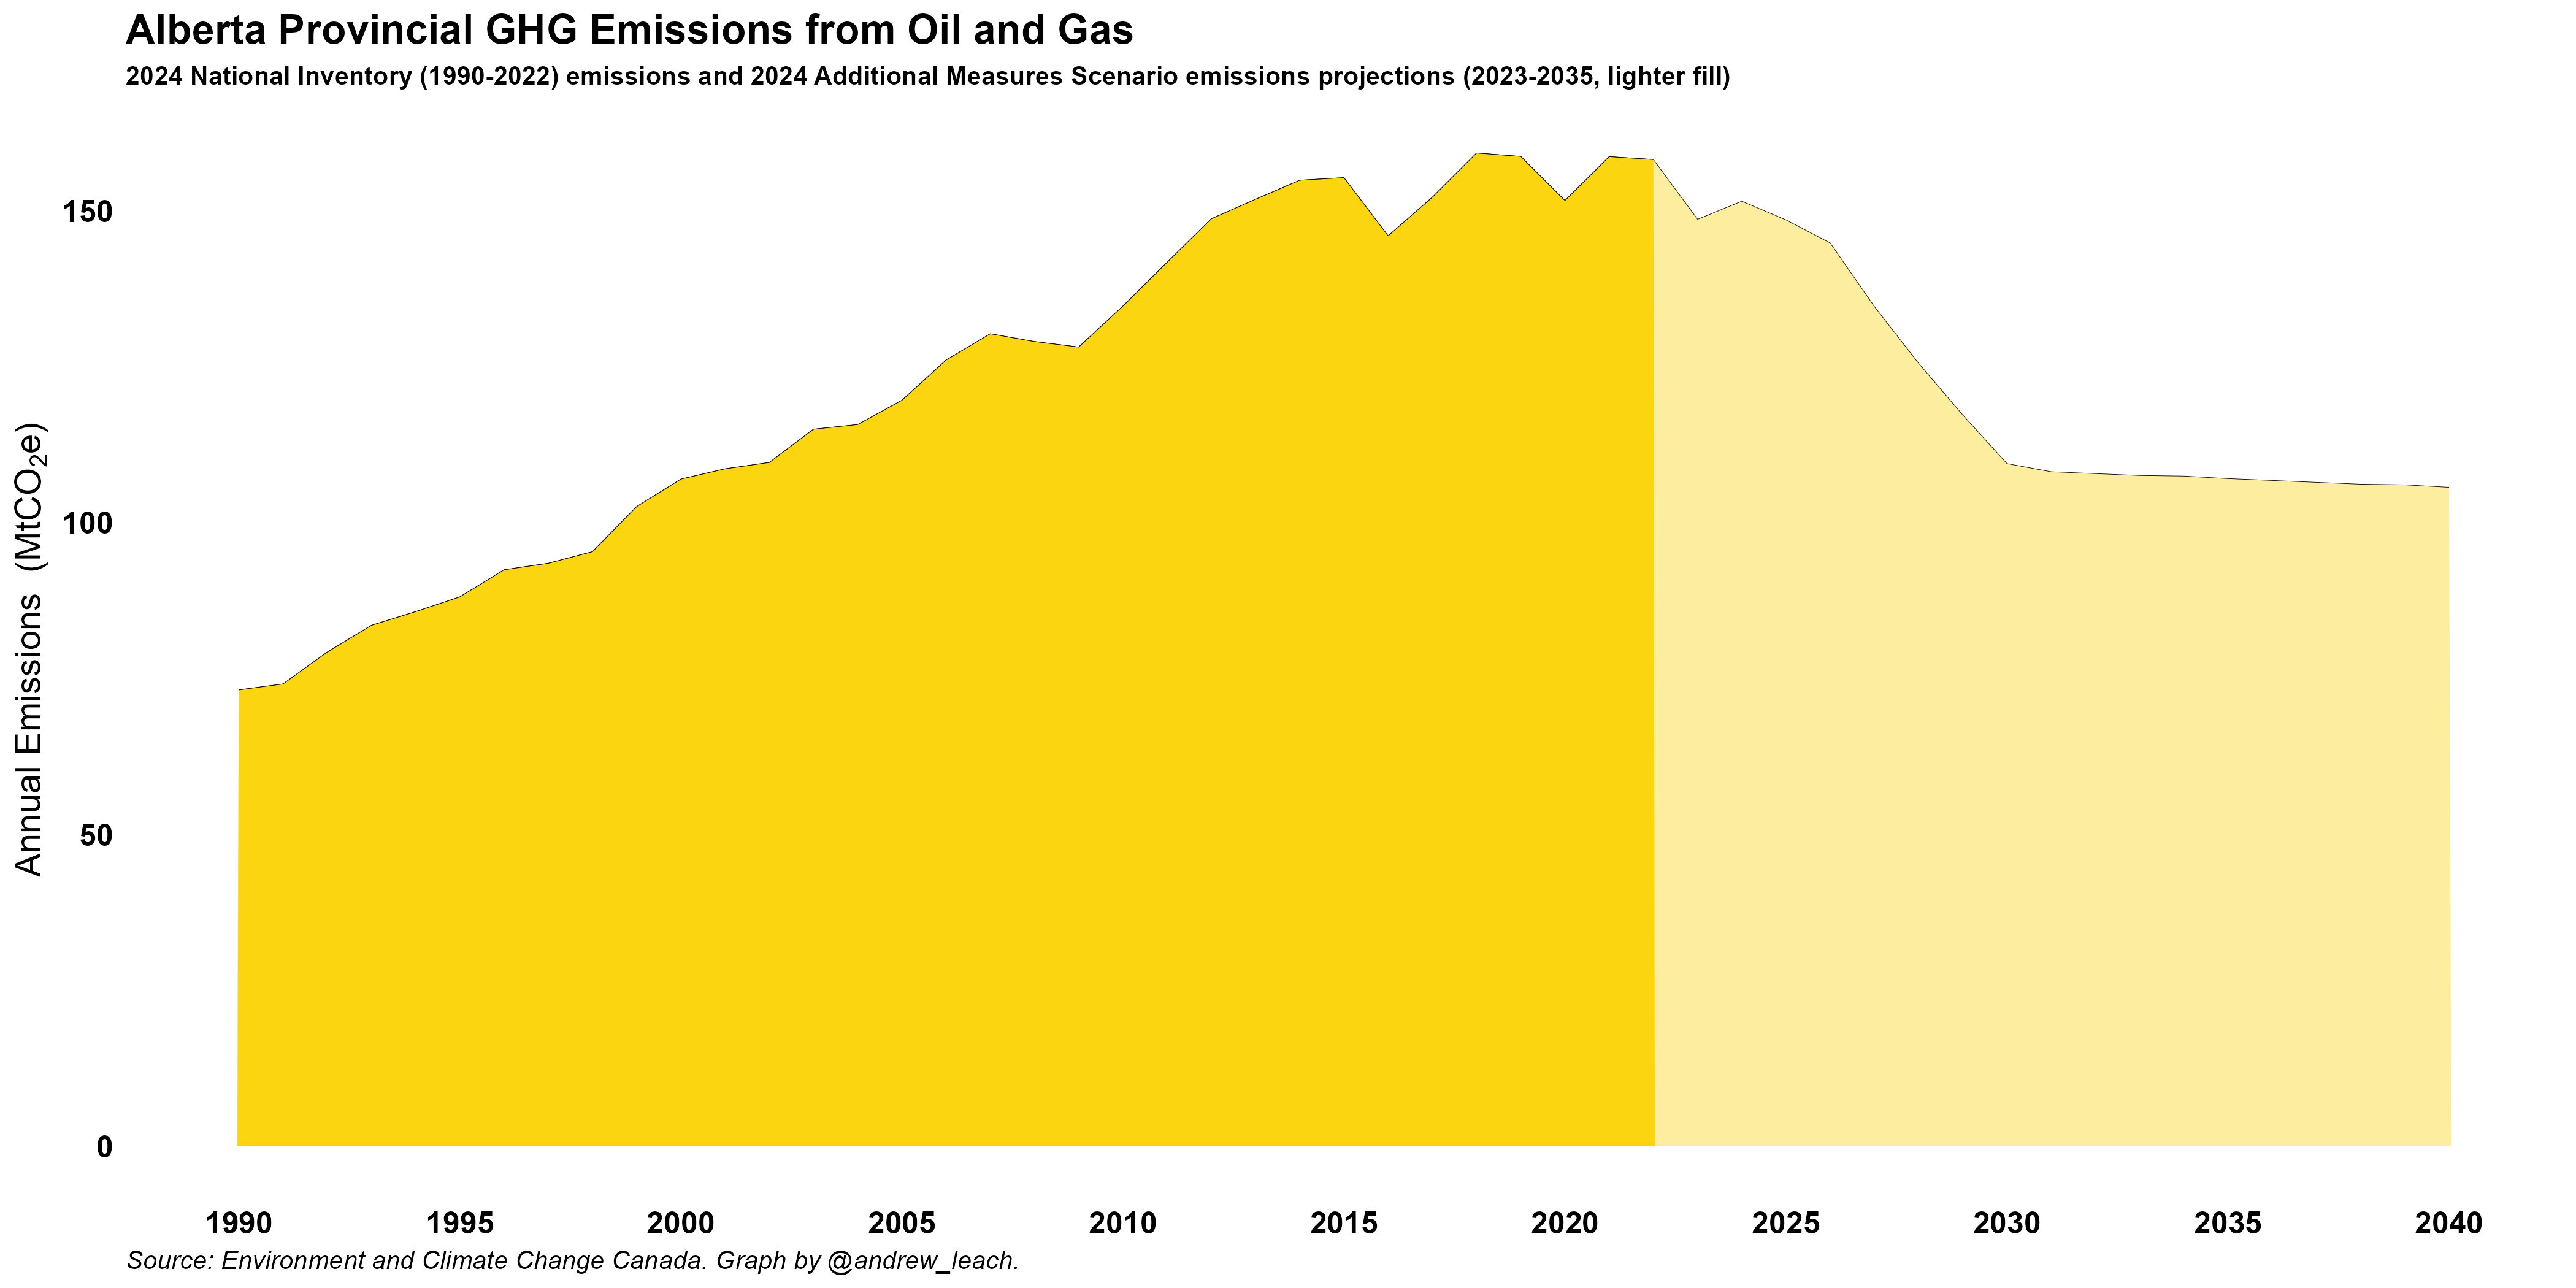 Alberta Provincial GHG Emissions from Oil and Gas
2024 National Inventory (1990-2022) emissions and 2024 Additional Measures Scenario emissions projections (2023-2035, lighter fill)
Annual Emissions (MtCO₂e)
150
100
50
0
1990 1995 2000 2005 2010 2015 2020 2025 2030 2035 2040
Source: Environment and Climate Change Canada. Graph by @andrew_leach.